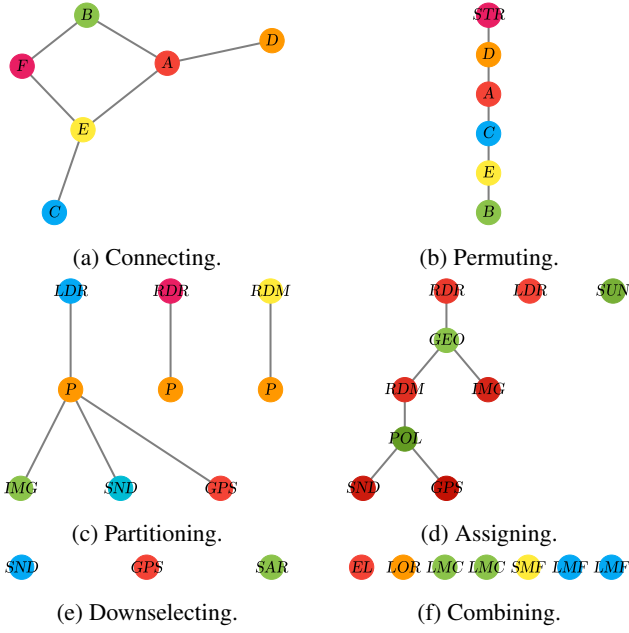 B
D
F
A
E
C
(a) Connecting.
STR
D
A
C
E
B
(b) Permuting.
LDR RDR RDM
P P P
IMG SND GPS
(c) Partitioning.
RDR LDR SUN
GEO
RDM IMG
POL
SND GPS
(d) Assigning.
SND GPS SAR
(e) Downselecting.
EL LOR LMC LMC SMF LMF LMF
(f) Combining.